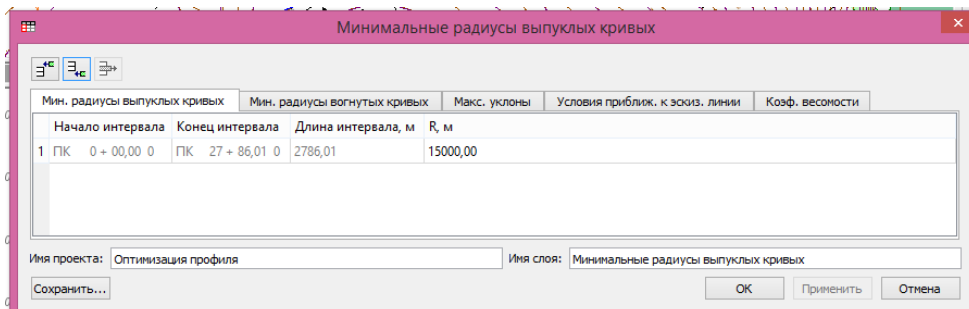 Минимальные радиусы выпуклых кривых
Мин. радиусы выпуклых кривых Мин. радиусы вогнутых кривых Макс. уклоны Условия приближ. к эскиз. линии Коэф. весомости
Начало интервала Конец интервала Длина интервала, м R, м
1 ПК 0 + 00,00 0 ПК 27 + 86,01 0 2786,01 15000,00
Имя проекта: Оптимизация профиля Имя слоя: Минимальные радиусы выпуклых кривых
Сохранить... ОК Применить Отмена